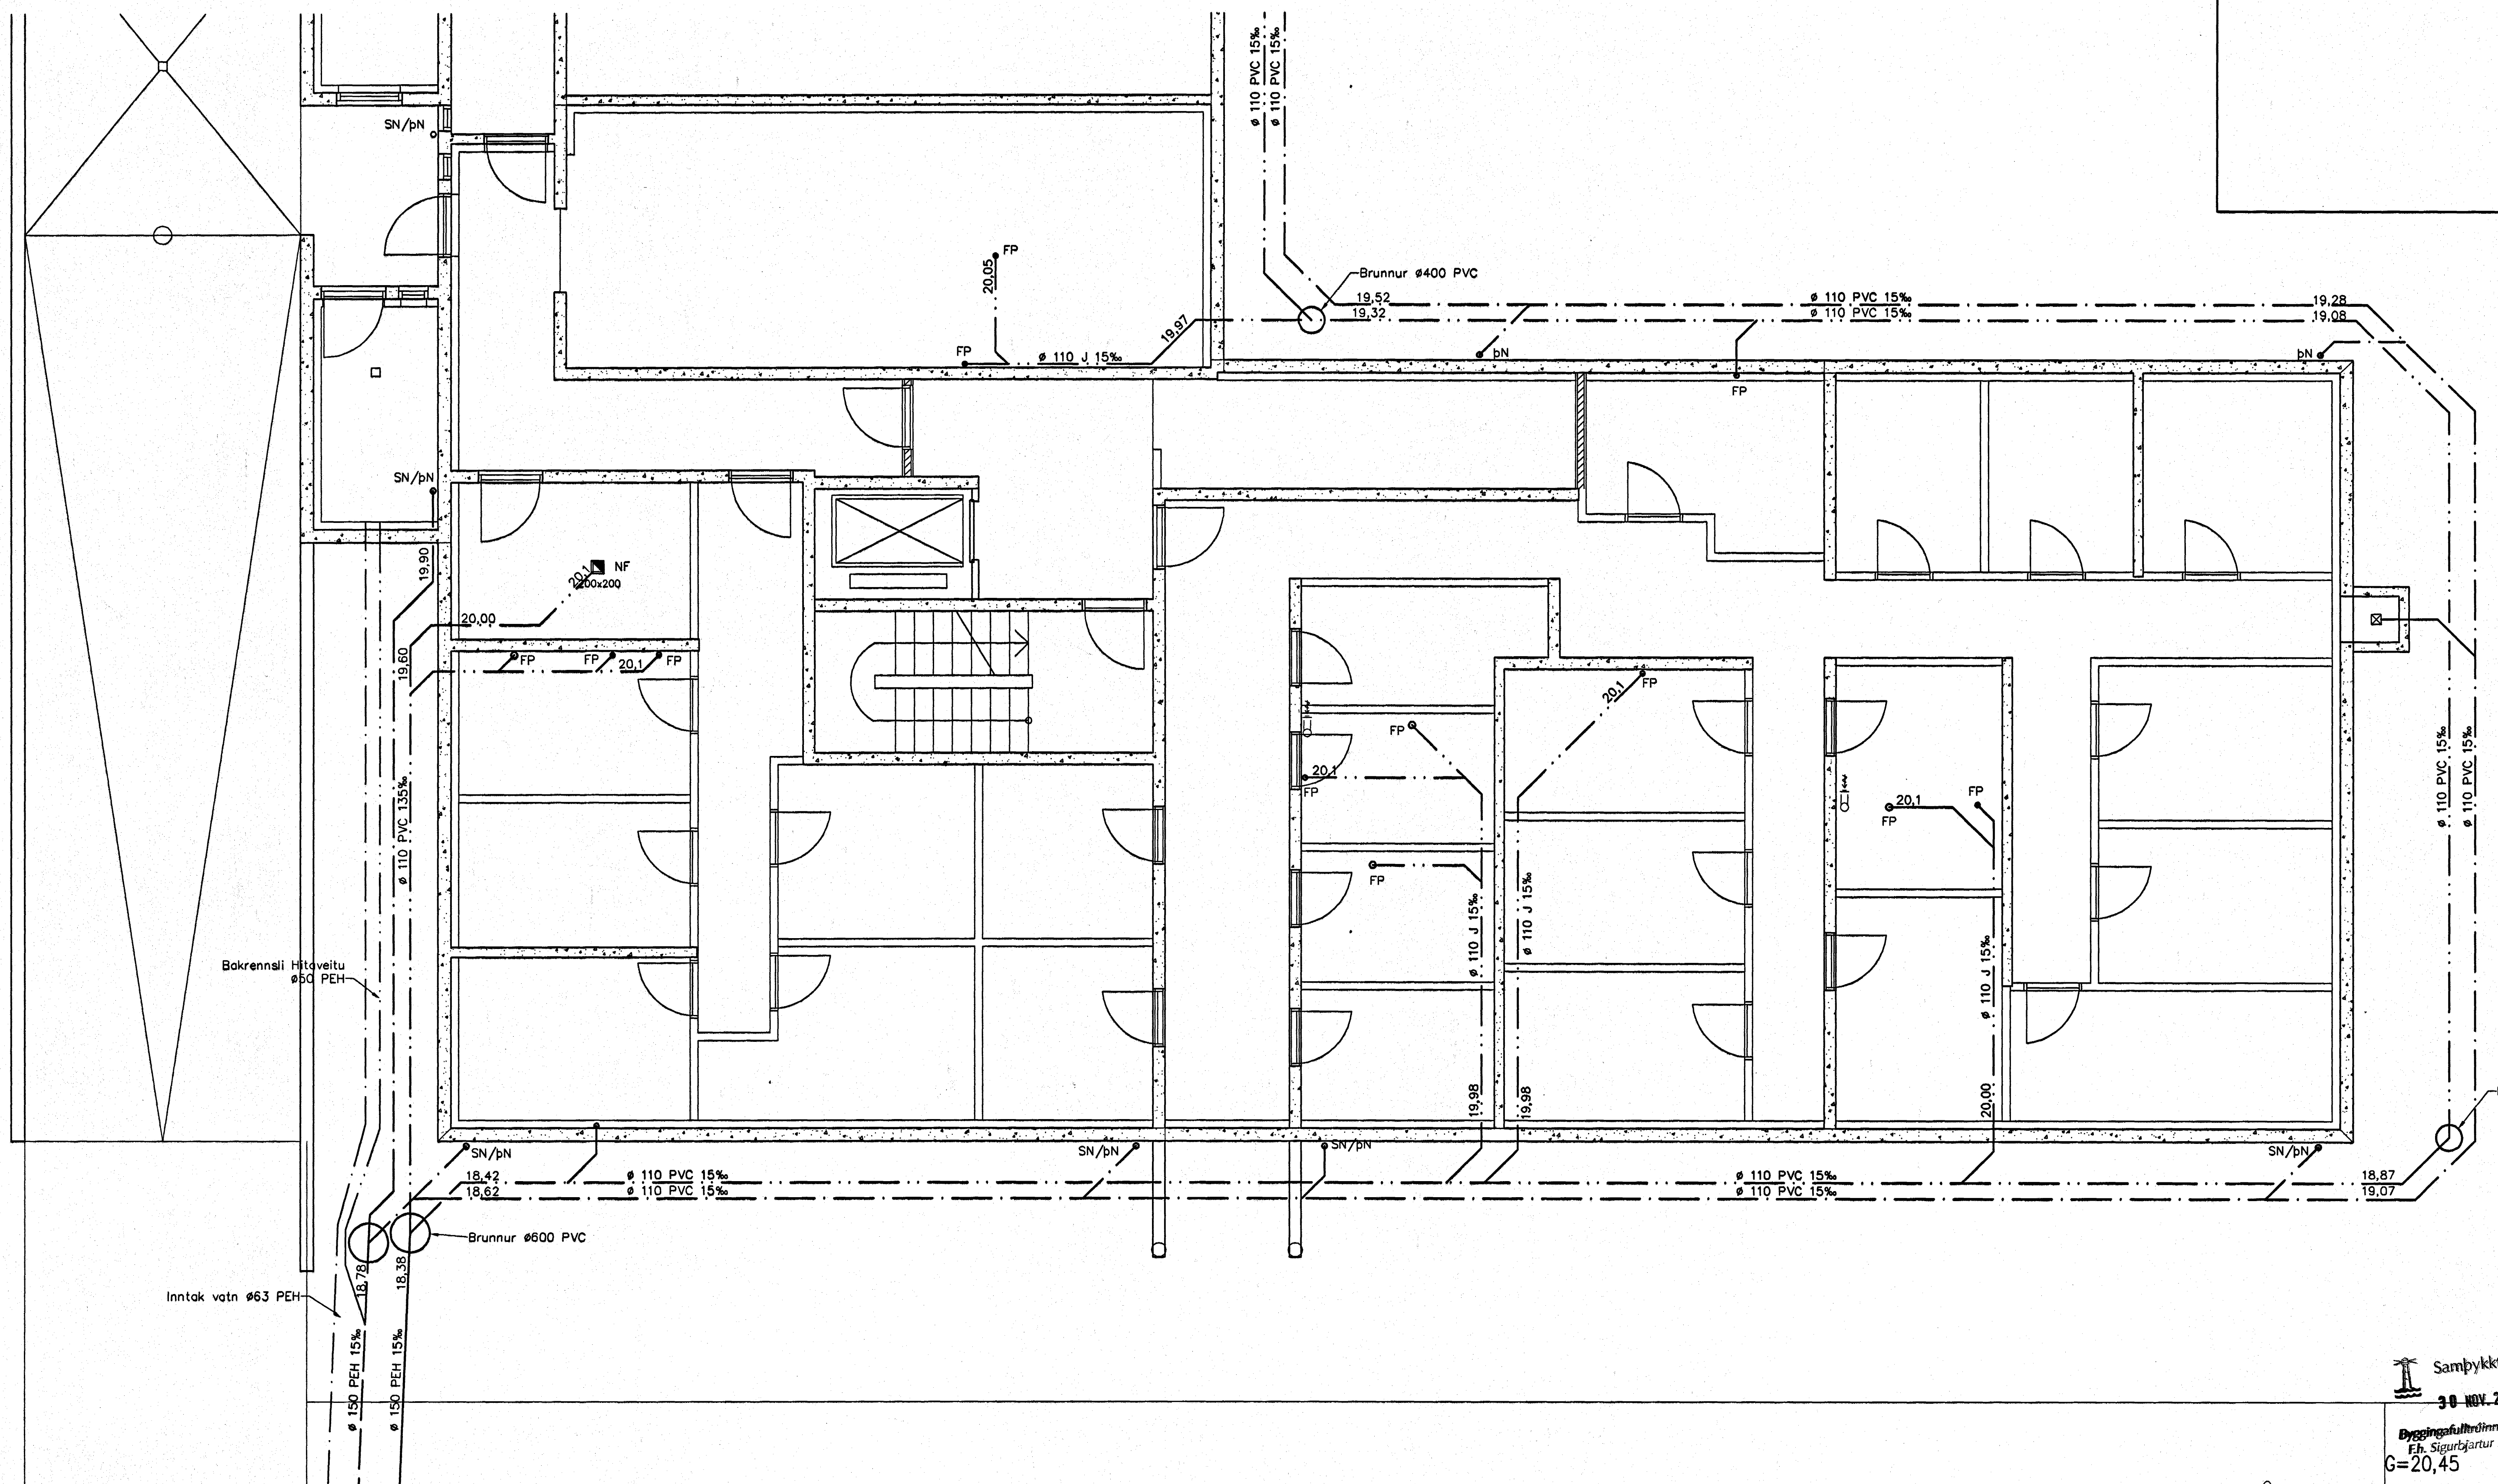 ø 110 PVC 15‰
ø 110 PVC 15‰
SN/þN
FP
20,05
Brunnur ø400 PVC
19,52
ø 110 PVC 15‰
19,28
19,32
ø 110 PVC 15‰
19,08
19,97
FP
ø 110 J 15‰
þN
þN
FP
SN/þN
19,90
20,1
NF
200x200
20,00
19,60
FP
FP
20,1
FP
20,1
FP
FP
20,1
FP
20,1
FP
FP
FP
ø 110 PVC 15‰
ø 110 PVC 15‰
ø 110 PVC 135‰
ø 110 J 15‰
ø 110 J 15‰
ø 110 J 15‰
Bakrennsli Hitaveitu
ø50 PEH
19,98
19,98
20,00
SN/þN
SN/þN
SN/þN
SN/þN
18,42
ø 110 PVC 15‰
ø 110 PVC 15‰
18,87
18,62
ø 110 PVC 15‰
ø 110 PVC 15‰
19,07
Brunnur ø600 PVC
18,78
18,38
Inntak vatn ø63 PEH
ø 150 PEH 15‰
ø 150 PEH 15‰
30 NOV. 2
Byggingafulltrúinn
F.h. Sigurbjartur
G=20,45